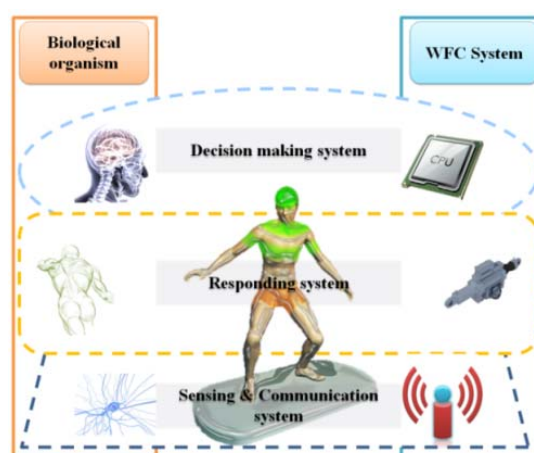 Biological
organism
WFC System
Decision making system
CPU
Responding system
Sensing & Communication
system